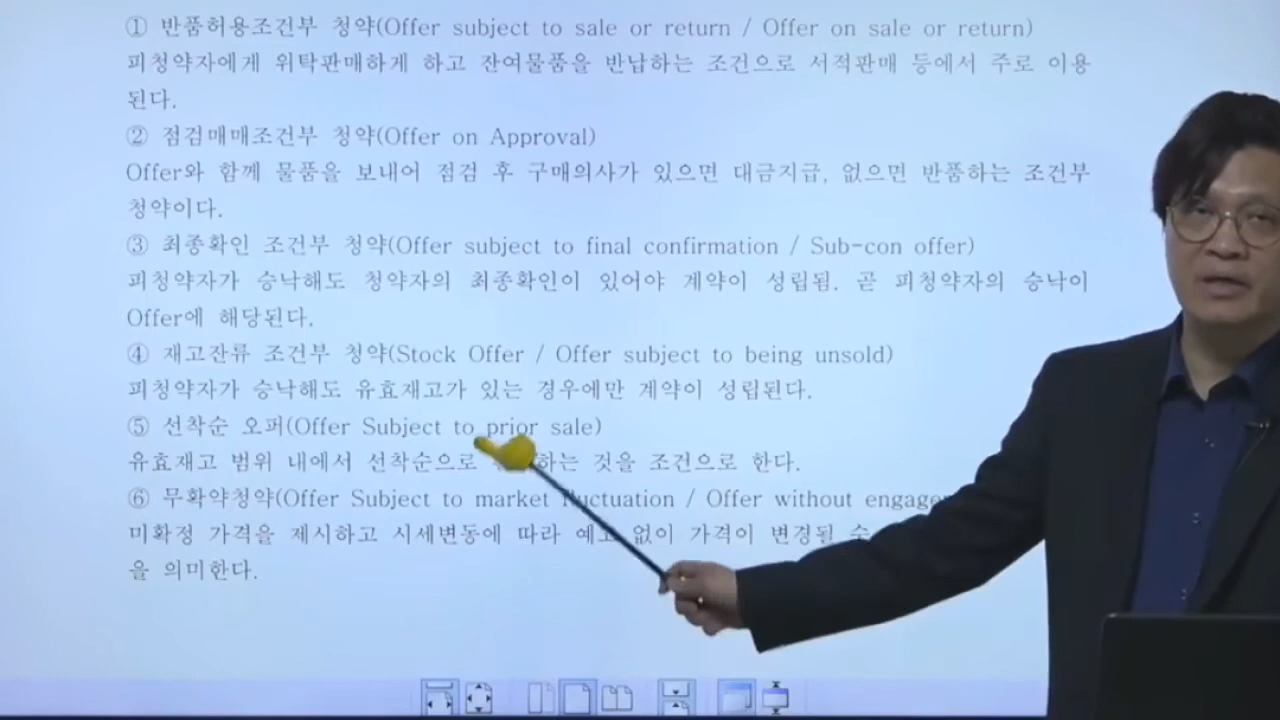 ① 반품허용조건부 청약(Offer subject to sale or return / Offer on sale or return)
피청약자에게 위탁판매하게 하고 잔여물품을 반납하는 조건으로 서적판매 등에서 주로 이용
된다.
② 점검매매조건부 청약(Offer on Approval)
Offer와 함께 물품을 보내어 점검 후 구매의사가 있으면 대금지급, 없으면 반품하는 조건부
청약이다.
③ 최종확인 조건부 청약(Offer subject to final confirmation / Sub-con offer)
피청약자가 승낙해도 청약자의 최종확인이 있어야 계약이 성립됨. 곧 피청약자의 승낙이
Offer에 해당된다.
④ 재고잔류 조건부 청약(Stock Offer / Offer subject to being unsold)
피청약자가 승낙해도 유효재고가 있는 경우에만 계약이 성립된다.
⑤ 선착순 오퍼(Offer Subject to prior sale)
유효재고 범위 내에서 선착순으로 하는 것을 조건으로 한다.
⑥ 무확약청약(Offer Subject to market fluctuation / Offer without
미확정 가격을 제시하고 시세변동에 따라 예고 없이 가격이 변경될 수
을 의미한다.